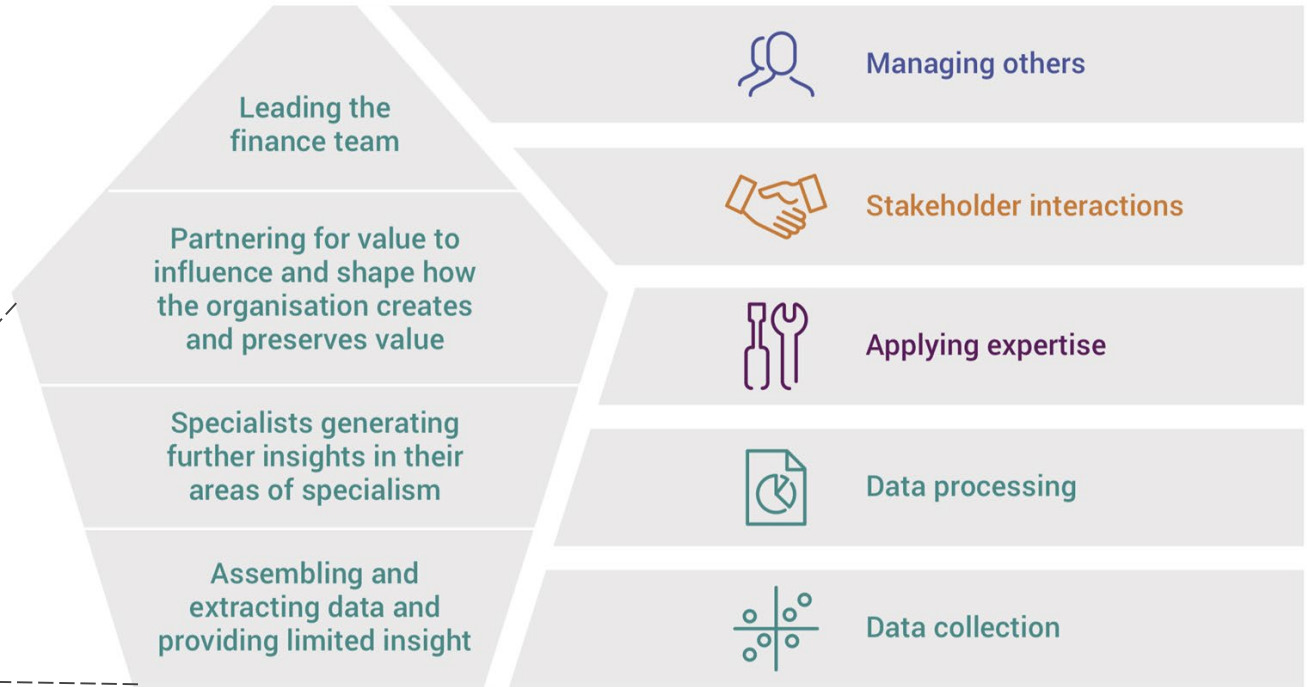 Leading the
finance team
Partnering for value to
influence and shape how
the organisation creates
and preserves value
Specialists generating
further insights in their
areas of specialism
Assembling and
extracting data and
providing limited insight
Managing others
Stakeholder interactions
Applying expertise
Data processing
Data collection